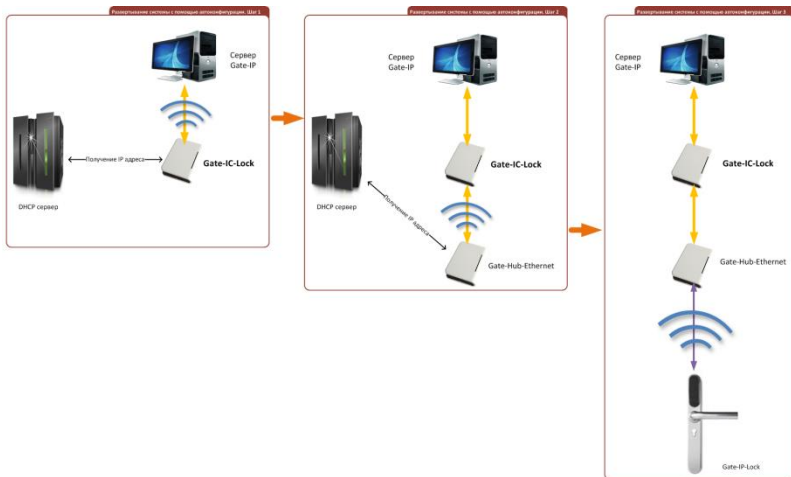 Развертывание системы с помощью автоконфигурации. Шаг 1
Сервер
Gate-IP
Получение IP адреса
Gate-IC-Lock
DHCP сервер
Развертывание системы с помощью автоконфигурации. Шаг 2
Сервер
Gate-IP
Gate-IC-Lock
DHCP сервер
Получение IP адреса
Gate-Hub-Ethernet
Развертывание системы с помощью автоконфигурации. Шаг 3
Сервер
Gate-IP
Gate-IC-Lock
Gate-Hub-Ethernet
Gate-IP-Lock